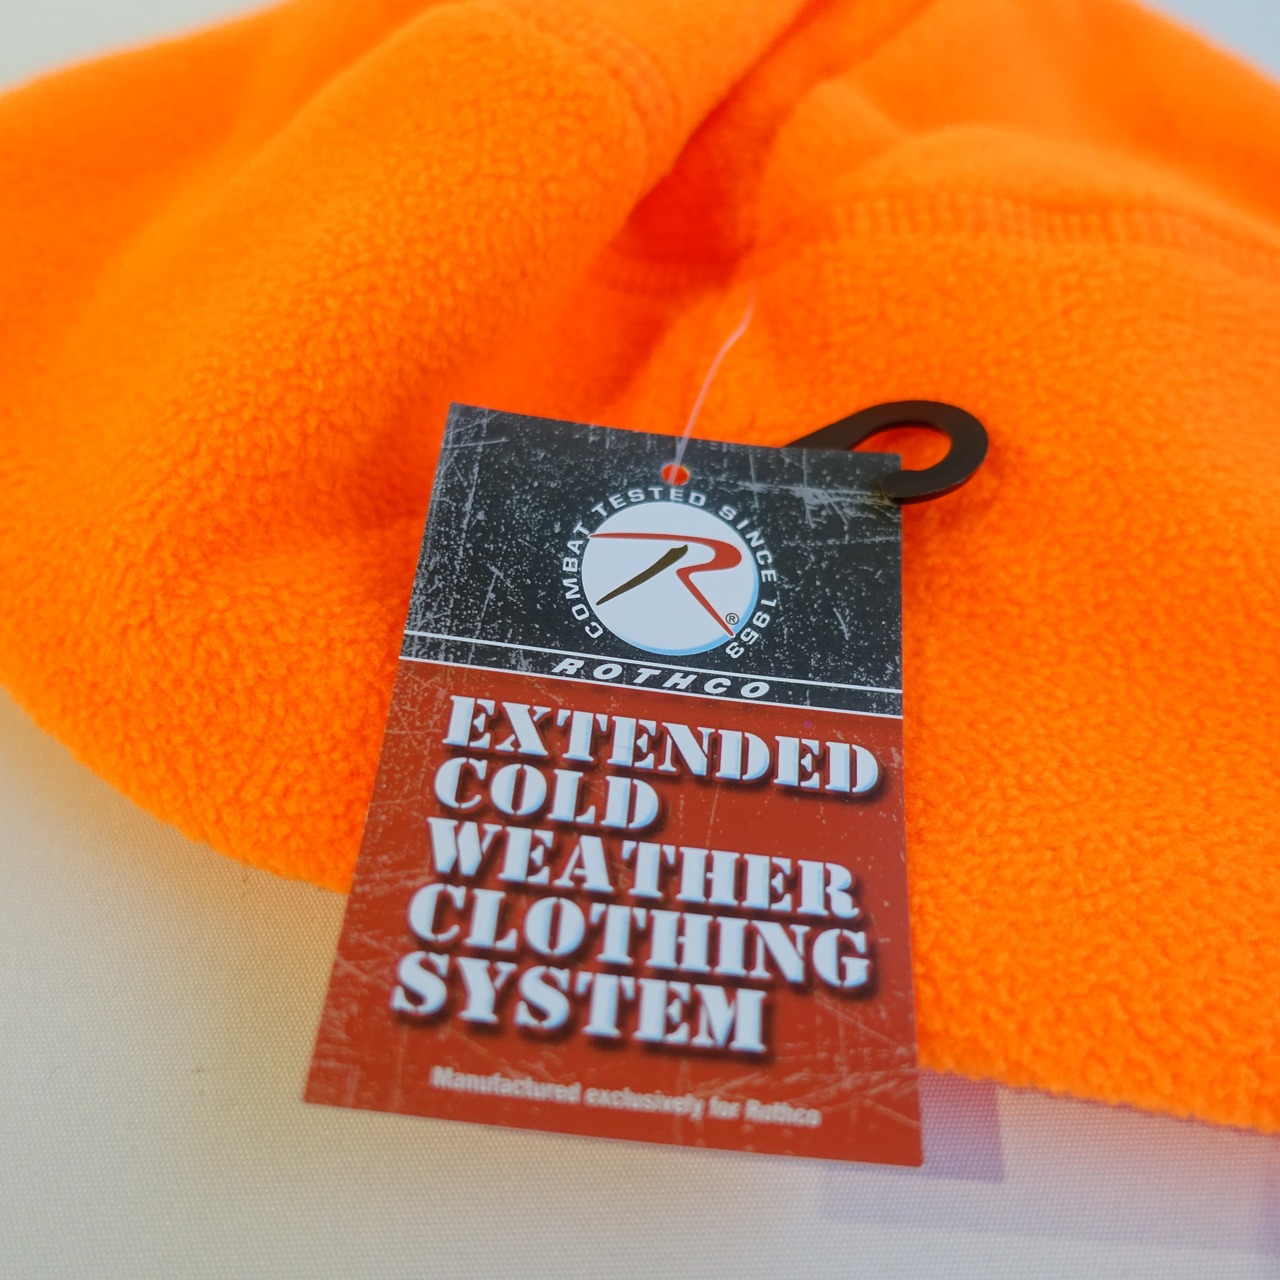 COMBAT TESTED SINCE 1953
R®
ROTHCO
EXTENDED
COLD
WEATHER
CLOTHING
SYSTEM
Manufactured exclusively for Rothco